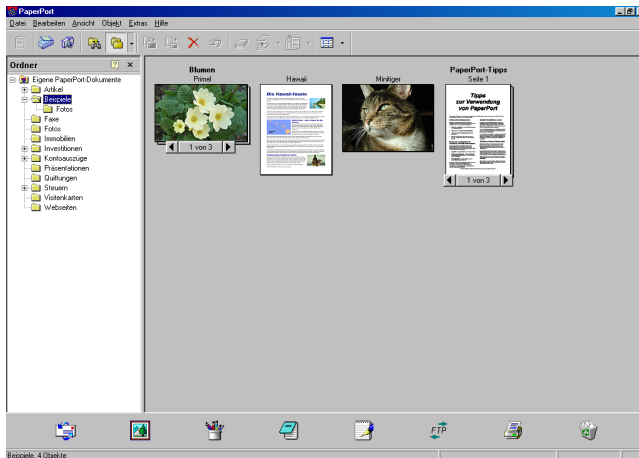 PaperPort
Datei Bearbeiten Ansicht Objekt Extras Hilfe
Ordner
Eigene PaperPort-Dokumente
Artikel
Beispiele
Fotos
Faxe
Fotos
Immobilien
Investitionen
Kontoauszüge
Präsentationen
Quittungen
Steuern
Visitenkarten
Webseiten
Blumen
Primel
1 von 3
Hawaii
Die Hawaii-Inseln
Minitiger
PaperPort-Tipps
Seite 1
Tipps
zur Verwendung
von PaperPort
1 von 3
FTP
Beispiele, 4 Objekte